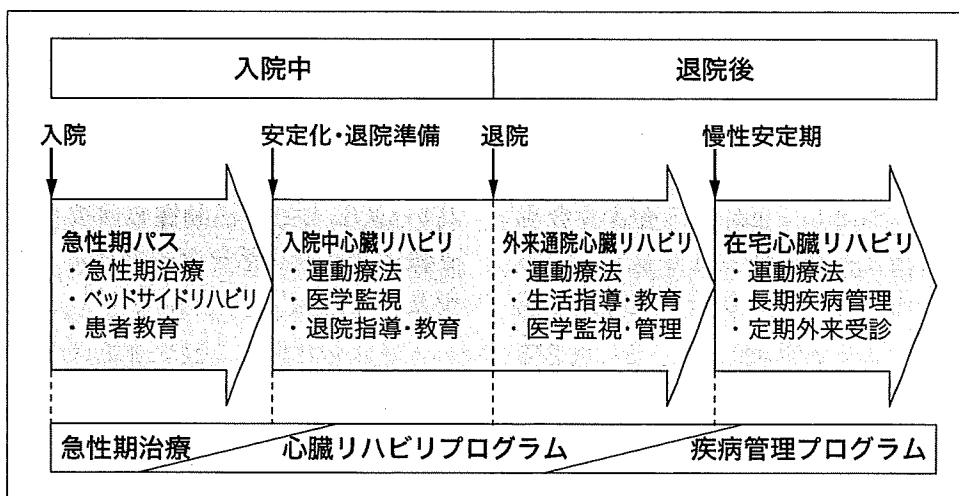 入院中
退院後
入院
安定化・退院準備
退院
慢性安定期
急性期パス
・急性期治療
・ベッドサイドリハビリ
・患者教育
入院中心臓リハビリ
・運動療法
・医学監視
・退院指導・教育
外来通院心臓リハビリ
・運動療法
・生活指導・教育
・医学監視・管理
在宅心臓リハビリ
・運動療法
・長期疾病管理
・定期外来受診
急性期治療
心臓リハビリプログラム
疾病管理プログラム